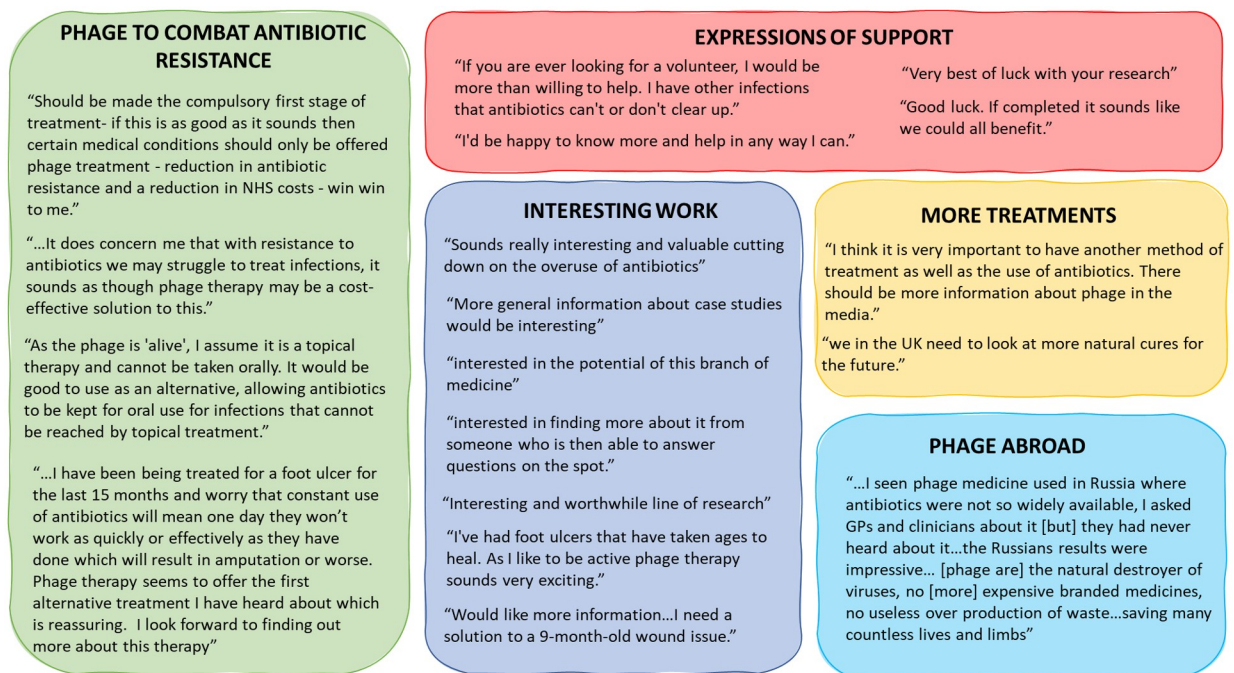 PHAGE TO COMBAT ANTIBIOTIC
RESISTANCE
“Should be made the compulsory first stage of
treatment- if this is as good as it sounds then
certain medical conditions should only be offered
phage treatment - reduction in antibiotic
resistance and a reduction in NHS costs - win win
to me.”
“...It does concern me that with resistance to
antibiotics we may struggle to treat infections, it
sounds as though phage therapy may be a cost-
effective solution to this.”
“As the phage is 'alive', I assume it is a topical
therapy and cannot be taken orally. It would be
good to use as an alternative, allowing antibiotics
to be kept for oral use for infections that cannot
be reached by topical treatment.”
“...I have been being treated for a foot ulcer for
the last 15 months and worry that constant use
of antibiotics will mean one day they won’t
work as quickly or effectively as they have
done which will result in amputation or worse.
Phage therapy seems to offer the first
alternative treatment I have heard about which
is reassuring.  I look forward to finding out
more about this therapy”
EXPRESSIONS OF SUPPORT
“If you are ever looking for a volunteer, I would be
more than willing to help. I have other infections
that antibiotics can't or don't clear up.”
“I'd be happy to know more and help in any way I can.”
“Very best of luck with your research”
“Good luck. If completed it sounds like
we could all benefit.”
INTERESTING WORK
“Sounds really interesting and valuable cutting
down on the overuse of antibiotics”
“More general information about case studies
would be interesting”
“interested in the potential of this branch of
medicine”
“interested in finding more about it from
someone who is then able to answer
questions on the spot.”
“Interesting and worthwhile line of research”
“I've had foot ulcers that have taken ages to
heal. As I like to be active phage therapy
sounds very exciting.”
“Would like more information...I need a
solution to a 9-month-old wound issue.”
MORE TREATMENTS
“I think it is very important to have another method of
treatment as well as the use of antibiotics. There
should be more information about phage in the
media.”
“we in the UK need to look at more natural cures for
the future.”
PHAGE ABROAD
“...I seen phage medicine used in Russia where
antibiotics were not so widely available, I asked
GPs and clinicians about it [but] they had never
heard about it...the Russians results were
impressive... [phage are] the natural destroyer of
viruses, no [more] expensive branded medicines,
no useless over production of waste...saving many
countless lives and limbs”